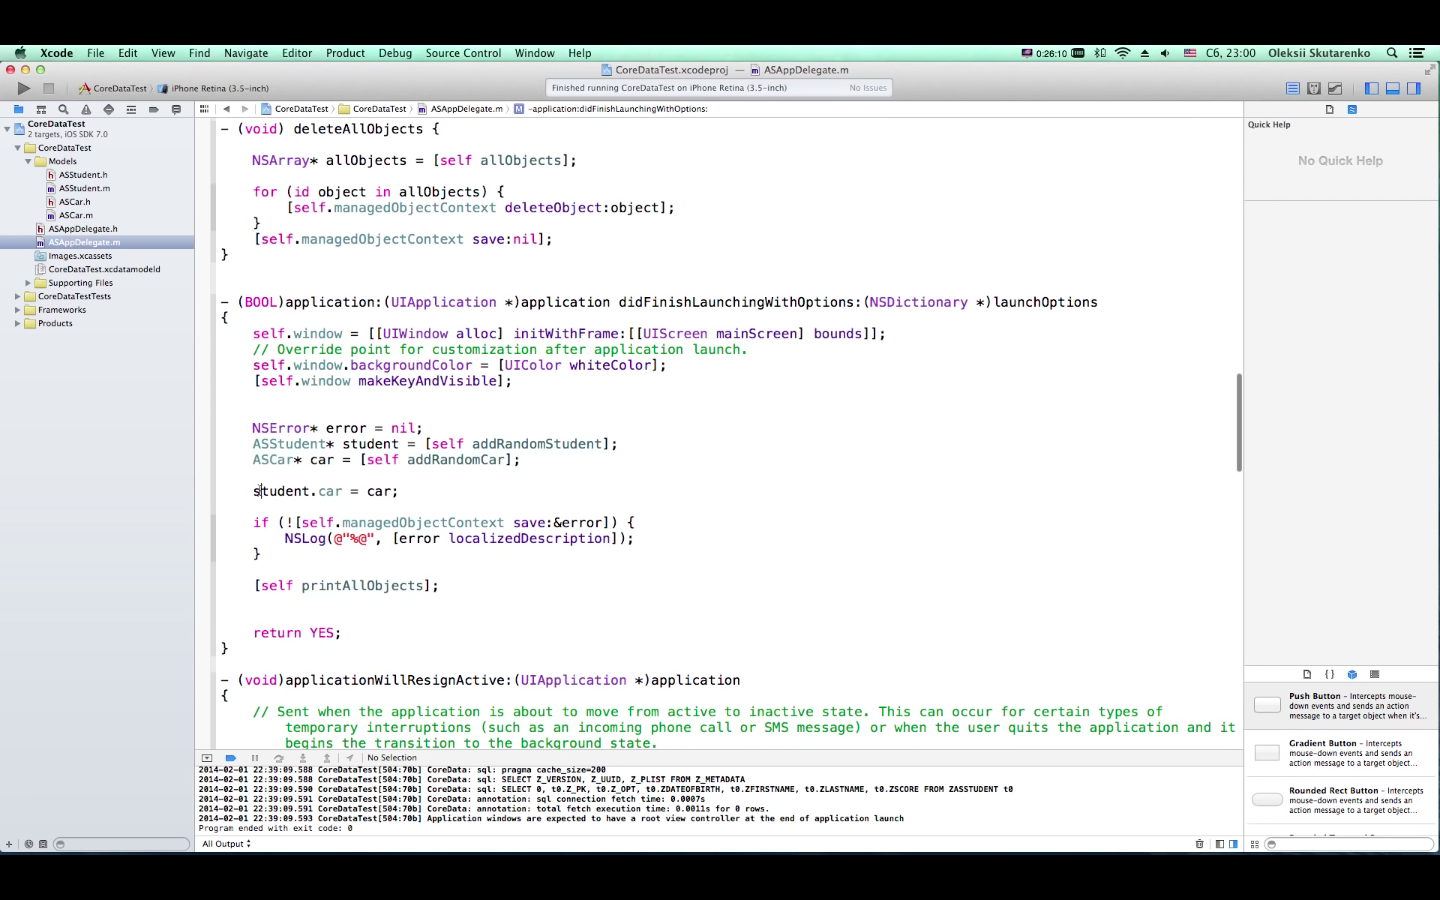 Xcode File Edit View Find Navigate Editor Product Debug Source Control Window Help 0:26:10 Сб, 23:00 Oleksii Skutarenko
CoreDataTest.xcodeproj — ASAppDelegate.m
CoreDataTest iPhone Retina (3.5-inch) Finished running CoreDataTest on iPhone Retina (3.5-inch) No Issues
CoreDataTest CoreDataTest ASAppDelegate.m -application:didFinishLaunchingWithOptions:
CoreDataTest
2 targets, iOS SDK 7.0
CoreDataTest
Models
ASStudent.h
ASStudent.m
ASCar.h
ASCar.m
ASAppDelegate.h
ASAppDelegate.m
Images.xcassets
CoreDataTest.xcdatamodeld
Supporting Files
CoreDataTestTests
Frameworks
Products
- (void) deleteAllObjects {
NSArray* allObjects = [self allObjects];
for (id object in allObjects) {
[self.managedObjectContext deleteObject:object];
}
[self.managedObjectContext save:nil];
}
- (BOOL)application:(UIApplication *)application didFinishLaunchingWithOptions:(NSDictionary *)launchOptions
{
self.window = [[UIWindow alloc] initWithFrame:[[UIScreen mainScreen] bounds]];
// Override point for customization after application launch.
self.window.backgroundColor = [UIColor whiteColor];
[self.window makeKeyAndVisible];
NSError* error = nil;
ASStudent* student = [self addRandomStudent];
ASCar* car = [self addRandomCar];
student.car = car;
if (![self.managedObjectContext save:&error]) {
NSLog(@"%@", [error localizedDescription]);
}
[self printAllObjects];
return YES;
}
- (void)applicationWillResignActive:(UIApplication *)application
{
// Sent when the application is about to move from active to inactive state. This can occur for certain types of
temporary interruptions (such as an incoming phone call or SMS message) or when the user quits the application and it
begins the transition to the background state.
No Selection
2014-02-01 22:39:09.588 CoreDataTest[504:70b] CoreData: sql: pragma cache_size=200
2014-02-01 22:39:09.589 CoreDataTest[504:70b] CoreData: sql: SELECT Z_VERSION, Z_UUID, Z_PLIST FROM Z_METADATA
2014-02-01 22:39:09.590 CoreDataTest[504:70b] CoreData: sql: SELECT 0, t0.Z_PK, t0.Z_OPT, t0.ZDATEOFBIRTH, t0.ZFIRSTNAME, t0.ZLASTNAME, t0.ZSCORE FROM ZASSTUDENT t0
2014-02-01 22:39:09.591 CoreDataTest[504:70b] CoreData: annotation: sql connection fetch time: 0.0007s
2014-02-01 22:39:09.591 CoreDataTest[504:70b] CoreData: annotation: total fetch execution time: 0.0011s for 0 rows.
2014-02-01 22:39:09.593 CoreDataTest[504:70b] Application windows are expected to have a root view controller at the end of application launch
Program ended with exit code: 0
All Output
Quick Help
No Quick Help
Push Button - Intercepts mouse-
down events and sends an action
message to a target object when it's...
Gradient Button - Intercepts
mouse-down events and sends an
action message to a target object...
Rounded Rect Button - Intercepts
mouse-down events and sends an
action message to a target object...